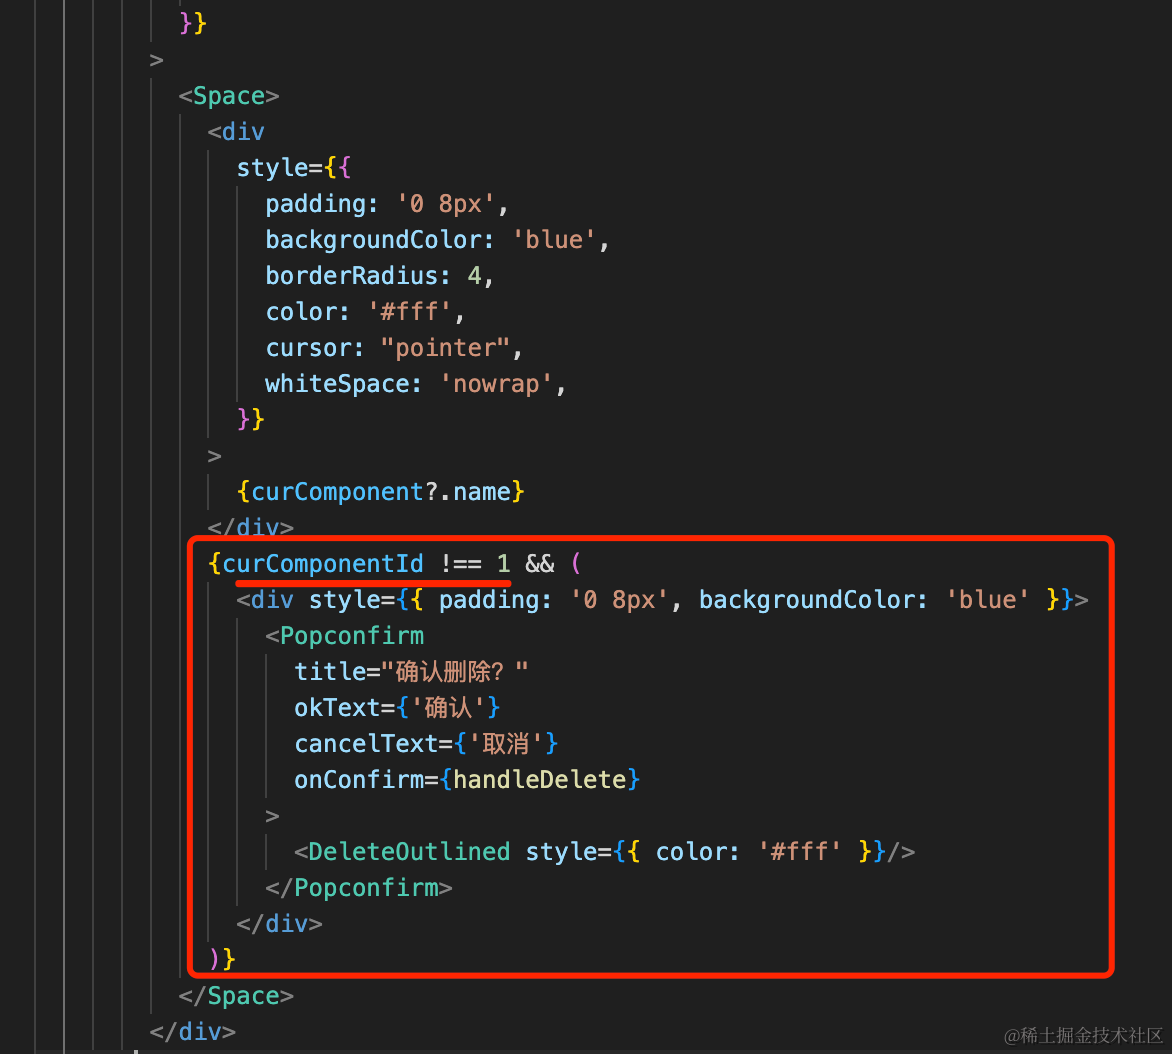 }}
>
<Space>
<div
style={{
padding: '0 8px',
backgroundColor: 'blue',
borderRadius: 4,
color: '#fff',
cursor: "pointer",
whiteSpace: 'nowrap',
}}
>
{curComponent?.name}
</div>
{curComponentId !== 1 && (
<div style={{ padding: '0 8px', backgroundColor: 'blue' }}>
<Popconfirm
title="确认删除？"
okText={'确认'}
cancelText={'取消'}
onConfirm={handleDelete}
>
<DeleteOutlined style={{ color: '#fff' }}/>
</Popconfirm>
</div>
)}
</Space>
</div>
@稀土掘金技术社区